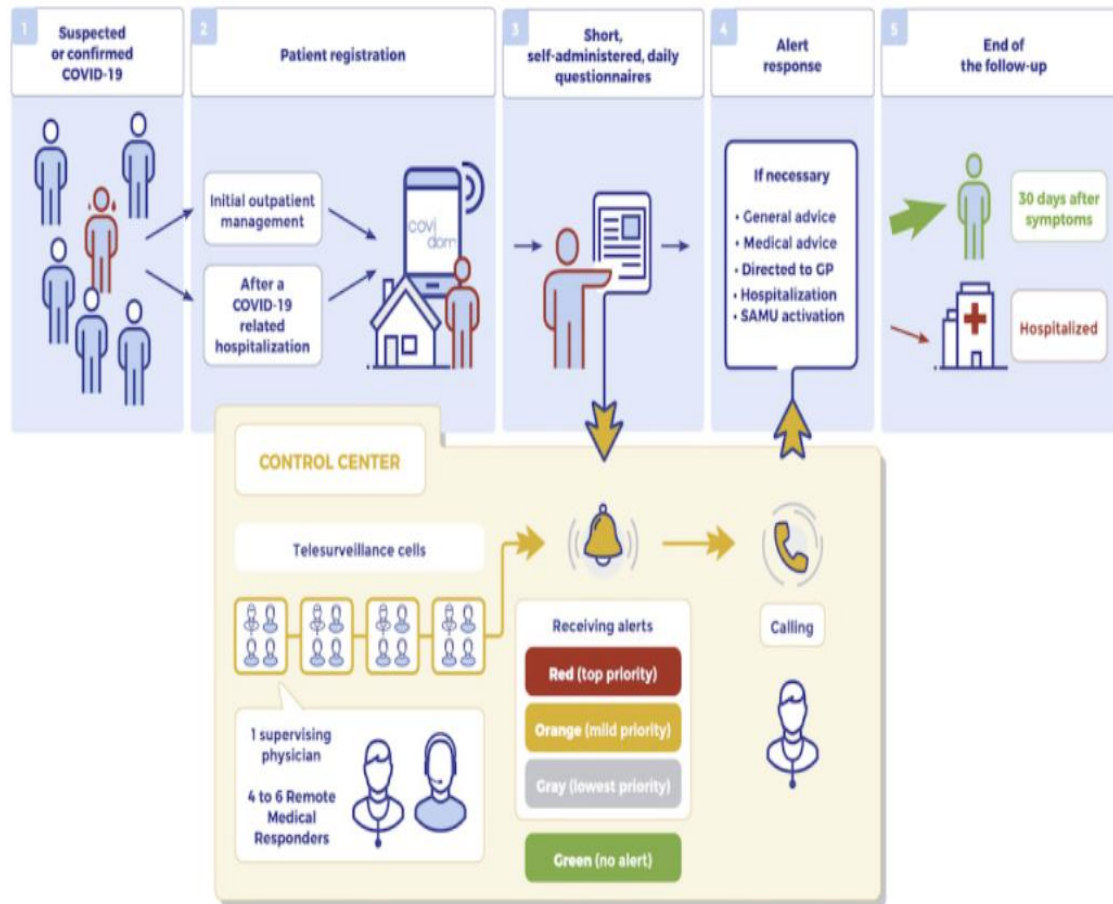 1
Suspected
or confirmed
COVID-19
2
Patient registration
3
Short,
self-administered, daily
questionnaires
4
Alert
response
5
End of
the follow-up
Initial outpatient
management
After a
COVID-19
related
hospitalization
covi
dom
If necessary
• General advice
• Medical advice
• Directed to GP
• Hospitalization
• SAMU activation
30 days after
symptoms
Hospitalized
CONTROL CENTER
Telesurveillance cells
1 supervising
physician
4 to 6 Remote
Medical
Responders
Receiving alerts
Red (top priority)
Orange (mild priority)
Gray (lowest priority)
Green (no alert)
Calling